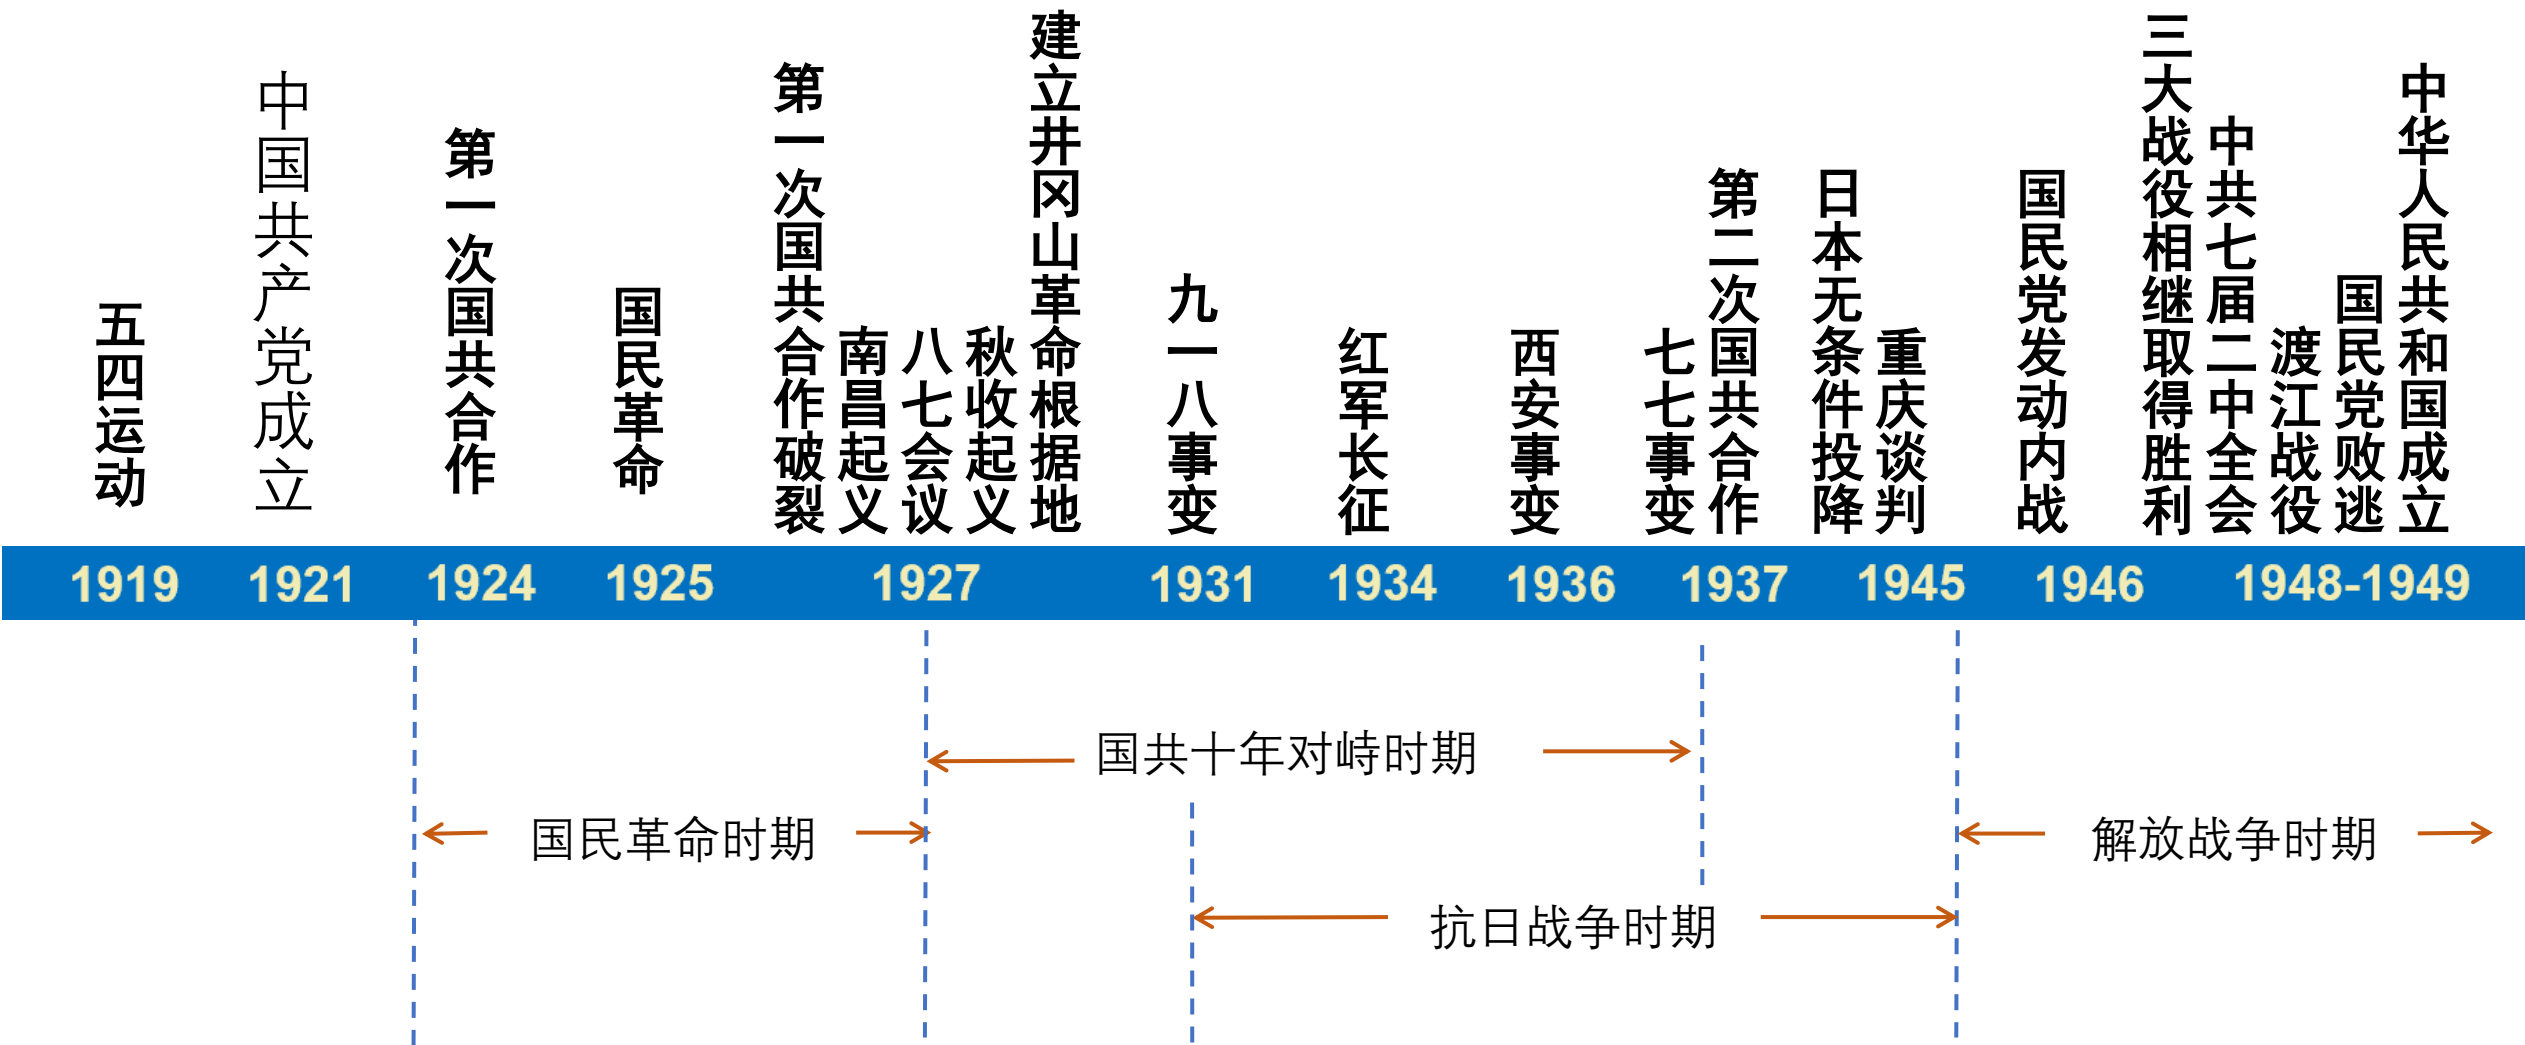 五四运动
中国共产党成立
第一次国共合作
国民革命
第一次国共合作破裂
南昌起义
八七会议
秋收起义
建立井冈山革命根据地
九一八事变
红军长征
西安事变
七七事变
第二次国共合作
日本无条件投降
重庆谈判
国民党发动内战
三大战役相继取得胜利
中共七届二中全会
渡江战役
国民党败逃
中华人民共和国成立
1919 1921 1924 1925 1927 1931 1934 1936 1937 1945 1946 1948-1949
国共十年对峙时期
国民革命时期
解放战争时期
抗日战争时期